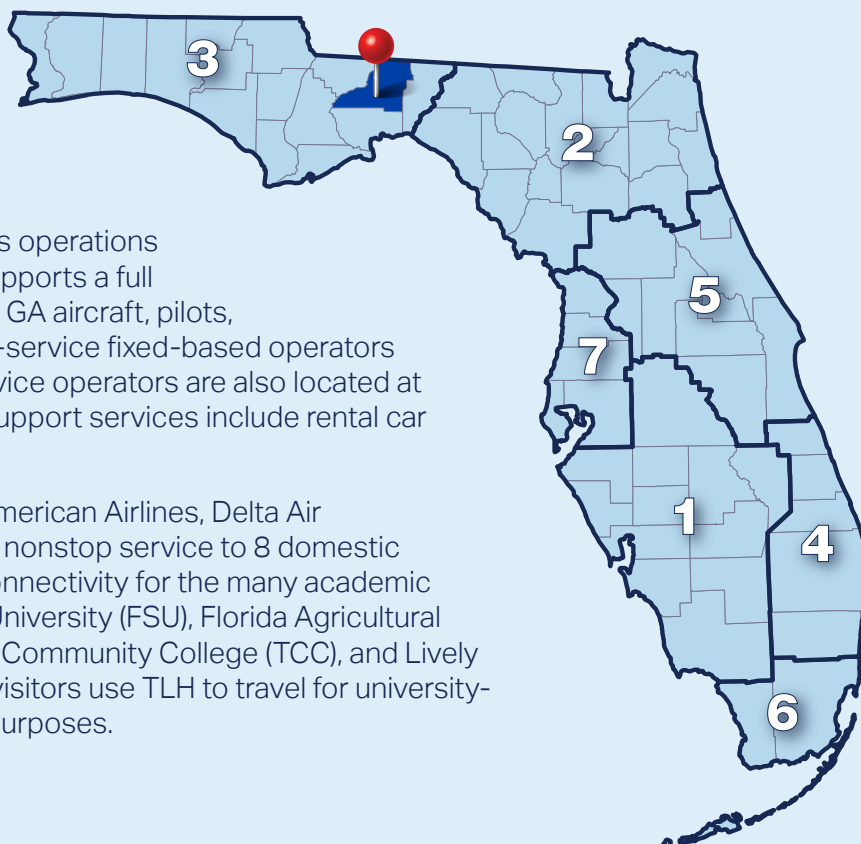 3
2
s operations
pports a full
GA aircraft, pilots,
5
-service fixed-based operators
7
vice operators are also located at
upport services include rental car
merican Airlines, Delta Air
1
nonstop service to 8 domestic
4
onnectivity for the many academic
University (FSU), Florida Agricultural
Community College (TCC), and Lively
visitors use TLH to travel for university-
6
urposes.